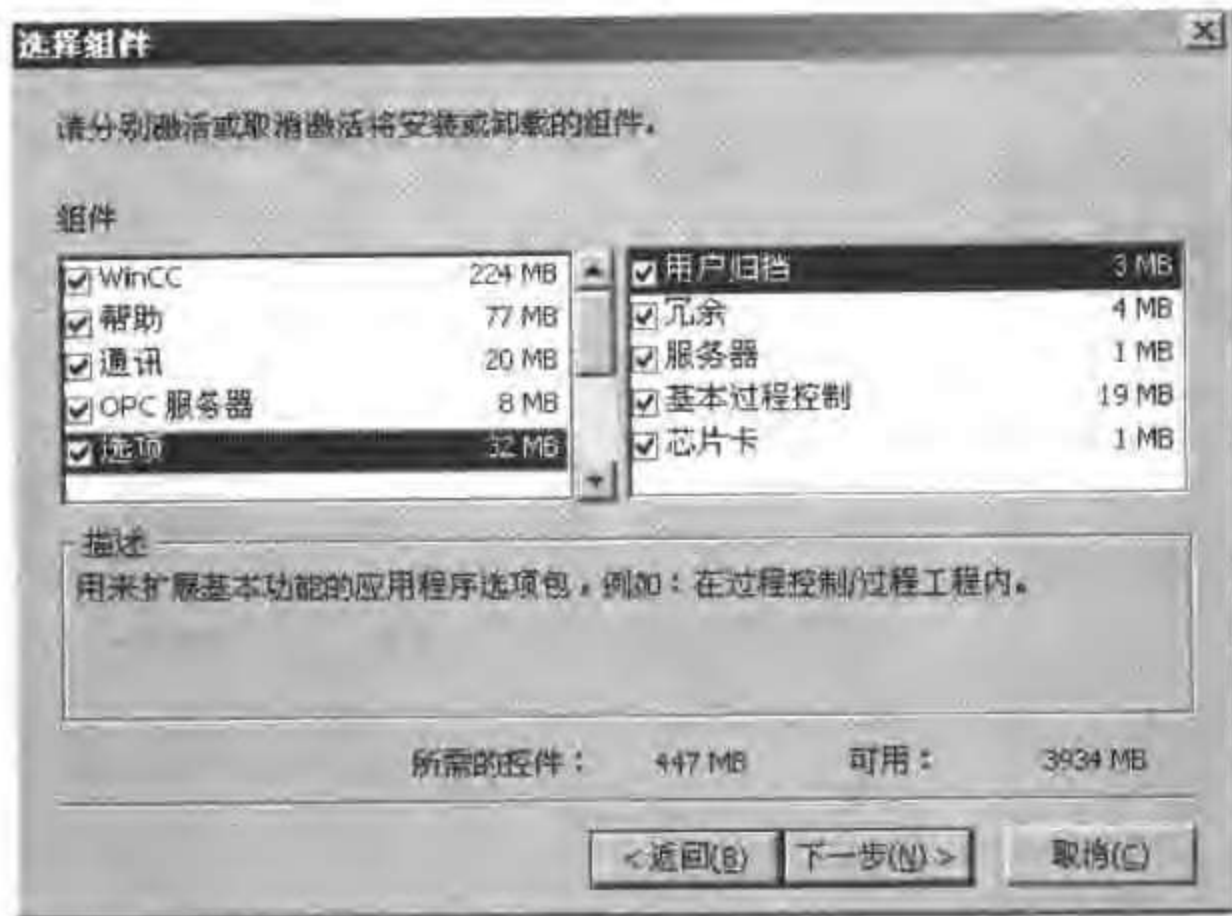 选择组件
请分别激活或取消激活将安装或卸载的组件。
组件
WinCC 224 MB
帮助 77 MB
通讯 20 MB
OPC 服务器 8 MB
选项 32 MB
用户归档 3 MB
冗余 4 MB
服务器 1 MB
基本过程控制 19 MB
芯片卡 1 MB
描述
用来扩展基本功能的应用程序选项包，例如：在过程控制/过程工程内。
所需的控件： 447 MB 可用： 3934 MB
<返回(B) 下一步(N)> 取消(C)